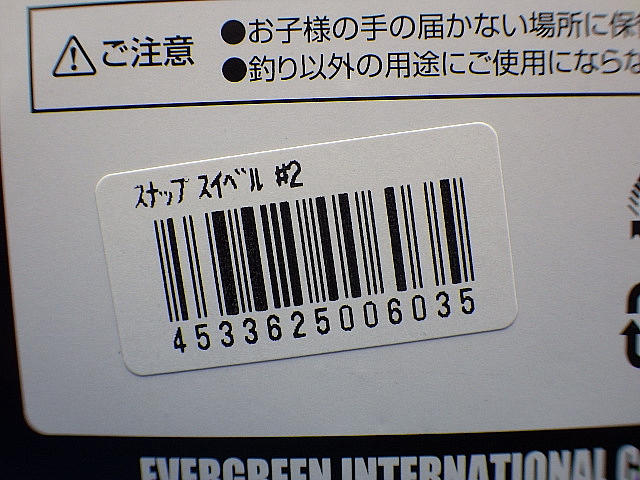 ご注意
●お子様の手の届かない場所に保
●釣り以外の用途にご使用にならな
スナップ スイベル #2
4533625006035
EVERGREEN INTERNATIONAL